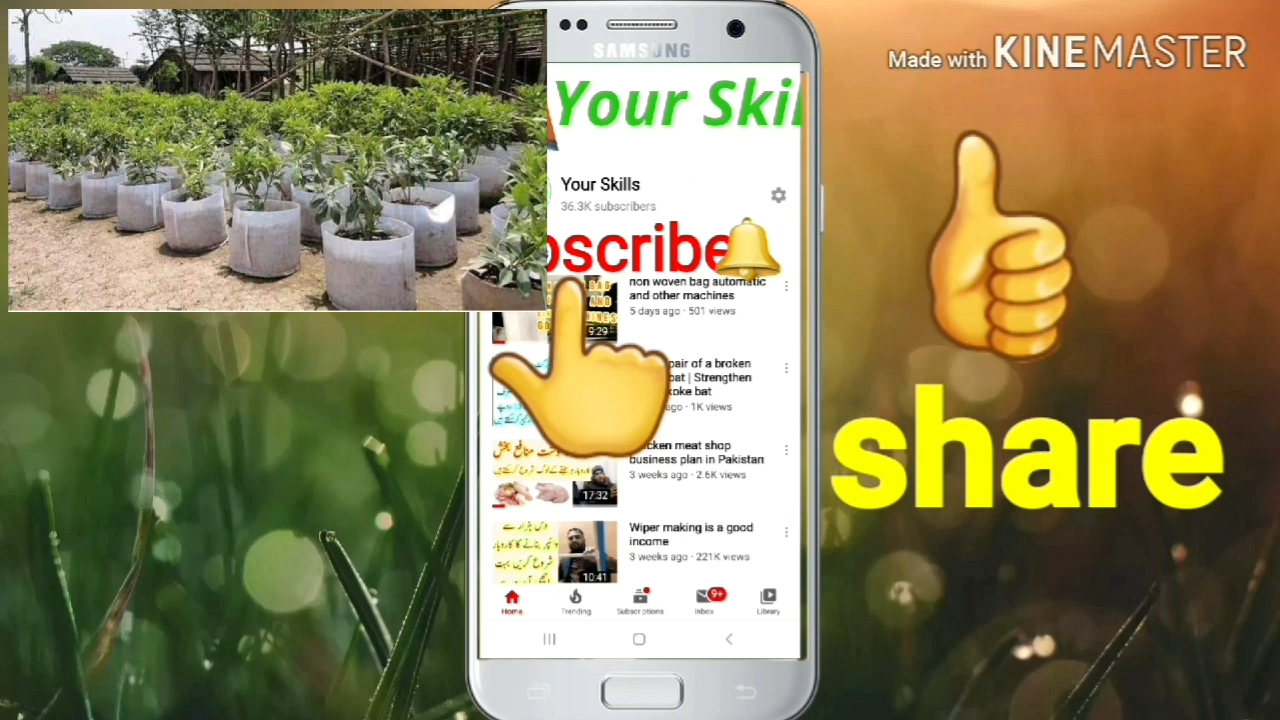 Made with KINEMASTER
SAMSUNG
Your Skil
Your Skills
36.3K subscribers
bscribe
non woven bag automatic
and other machines
5 days ago · 501 views
9:29
pair of a broken
bat | Strengthen
oke bat
ago · 1K views
icken meat shop
business plan in Pakistan
3 weeks ago · 2.6K views
17:32
Wiper making is a good
income
3 weeks ago · 221K views
10:41
share
Home
Trending
Subscriptions
9+
Inbox
Library